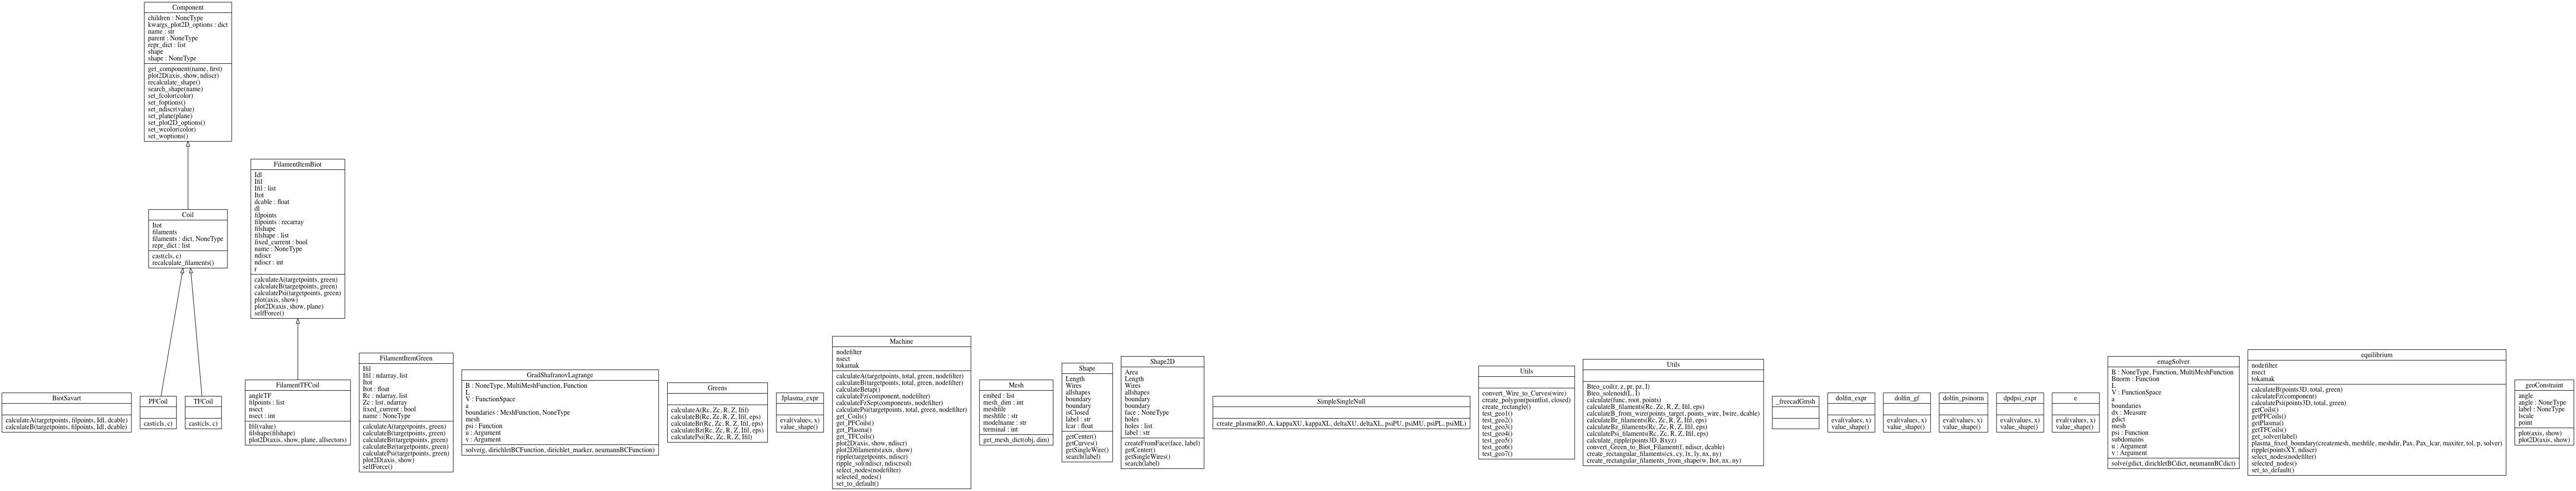 Component
children : NoneType
kwargs_plot2D_options : dict
name : str
parent : NoneType
repr_dict : list
shape
shape : NoneType
get_component(name, first)
plot2D(axis, show, ndiscr)
recalculate_shape()
search_shape(name)
set_fcolor(color)
set_foptions()
set_ndiscr(value)
set_plane(plane)
set_plot2D_options()
set_wcolor(color)
set_woptions()
FilamentItemBiot
Idl
Ifil
Ifil : list
Itot
dcable : float
dl
filpoints
filpoints : recarray
filshape
filshape : list
fixed_current : bool
name : NoneType
ndiscr
ndiscr : int
r
calculateA(targetpoints, green)
calculateB(targetpoints, green)
calculatePsi(targetpoints, green)
plot(axis, show)
plot2D(axis, show, plane)
selfForce()
Coil
Itot
filaments
filaments : dict, NoneType
repr_dict : list
cast(cls, c)
recalculate_filaments()
BiotSavart
calculateA(targetpoints, filpoints, Idl, dcable)
calculateB(targetpoints, filpoints, Idl, dcable)
PFCoil
cast(cls, c)
TFCoil
cast(cls, c)
FilamentTFCoil
angleTF
filpoints : list
nsect
nsect : int
Ifil(value)
filshape(filshape)
plot2D(axis, show, plane, allsectors)
FilamentItemGreen
Ifil
Ifil : ndarray, list
Itot
Itot : float
Rc : ndarray, list
Zc : list, ndarray
fixed_current : bool
name : NoneType
calculateA(targetpoints, green)
calculateB(targetpoints, green)
calculateBr(targetpoints, green)
calculateBz(targetpoints, green)
calculatePsi(targetpoints, green)
plot2D(axis, show)
selfForce()
GradShafranovLagrange
B : NoneType, MultiMeshFunction, Function
L
V : FunctionSpace
a
boundaries : MeshFunction, NoneType
mesh
psi : Function
u : Argument
v : Argument
solve(g, dirichletBCFunction, dirichlet_marker, neumannBCFunction)
Greens
calculateA(Rc, Zc, R, Z, Ifil)
calculateB(Rc, Zc, R, Z, Ifil, eps)
calculateBr(Rc, Zc, R, Z, Ifil, eps)
calculateBz(Rc, Zc, R, Z, Ifil, eps)
calculatePsi(Rc, Zc, R, Z, Ifil)
Jplasma_expr
eval(values, x)
value_shape()
Machine
nodefilter
nsect
tokamak
calculateA(targetpoints, total, green, nodefilter)
calculateB(targetpoints, total, green, nodefilter)
calculateBetap()
calculateFz(component, nodefilter)
calculateFzSep(components, nodefilter)
calculatePsi(targetpoints, total, green, nodefilter)
get_Coils()
get_PFCoils()
get_Plasma()
get_TFCoils()
plot2D(axis, show, ndiscr)
plot2Dfilaments(axis, show)
ripple(targetpoints, ndiscr)
ripple_sol(ndiscr, ndiscrsol)
select_nodes(nodefilter)
selected_nodes()
set_to_default()
Mesh
embed : list
mesh_dim : int
meshfile
meshfile : str
modelname : str
terminal : int
get_mesh_dict(obj, dim)
Shape
Length
Wires
allshapes
boundary
boundary
isClosed
label : str
lcar : float
getCenter()
getCurves()
getSingleWire()
search(label)
Shape2D
Area
Length
Wires
allshapes
boundary
boundary
face : NoneType
holes
holes : list
label : str
createFromFace(face, label)
getCenter()
getSingleWires()
search(label)
SimpleSingleNull
create_plasma(R0, A, kappaXU, kappaXL, deltaXU, deltaXL, psiPU, psiMU, psiPL, psiML)
Utils
convert_Wire_to_Curves(wire)
create_polygon(pointlist, closed)
create_rectangle()
test_geo1()
test_geo2()
test_geo3()
test_geo4()
test_geo5()
test_geo6()
test_geo7()
Utils
Bteo_coil(r, z, pr, pz, I)
Bteo_solenoid(L, I)
calculate(func, root, points)
calculateB_filaments(Rc, Zc, R, Z, Ifil, eps)
calculateB_from_wire(points_target, points_wire, Iwire, dcable)
calculateBr_filaments(Rc, Zc, R, Z, Ifil, eps)
calculateBz_filaments(Rc, Zc, R, Z, Ifil, eps)
calculatePsi_filaments(Rc, Zc, R, Z, Ifil, eps)
calculate_ripple(points3D, Bxyz)
convert_Green_to_Biot_Filament(f, ndiscr, dcable)
create_rectangular_filaments(cx, cy, lx, ly, nx, ny)
create_rectangular_filaments_from_shape(w, Itot, nx, ny)
_freecadGmsh
dolfin_expr
eval(values, x)
value_shape()
dolfin_gf
eval(values, x)
value_shape()
dolfin_psinorm
eval(values, x)
value_shape()
dpdpsi_expr
eval(values, x)
value_shape()
e
eval(values, x)
value_shape()
emagSolver
B : NoneType, Function, MultiMeshFunction
Bnorm : Function
L
V : FunctionSpace
a
boundaries
dx : Measure
gdict
mesh
psi : Function
subdomains
u : Argument
v : Argument
solve(gdict, dirichletBCdict, neumannBCdict)
equilibrium
nodefilter
nsect
tokamak
calculateB(points3D, total, green)
calculateFz(component)
calculatePsi(points3D, total, green)
getCoils()
getPFCoils()
getPlasma()
getTFCoils()
get_solver(label)
plasma_fixed_boundary(createmesh, meshfile, meshdir, Pax, Pax_lcar, maxiter, tol, p, solver)
ripple(pointsXY, ndiscr)
select_nodes(nodefilter)
selected_nodes()
set_to_default()
geoConstraint
angle
angle : NoneType
label : NoneType
lscale
point
plot(axis, show)
plot2D(axis, show)